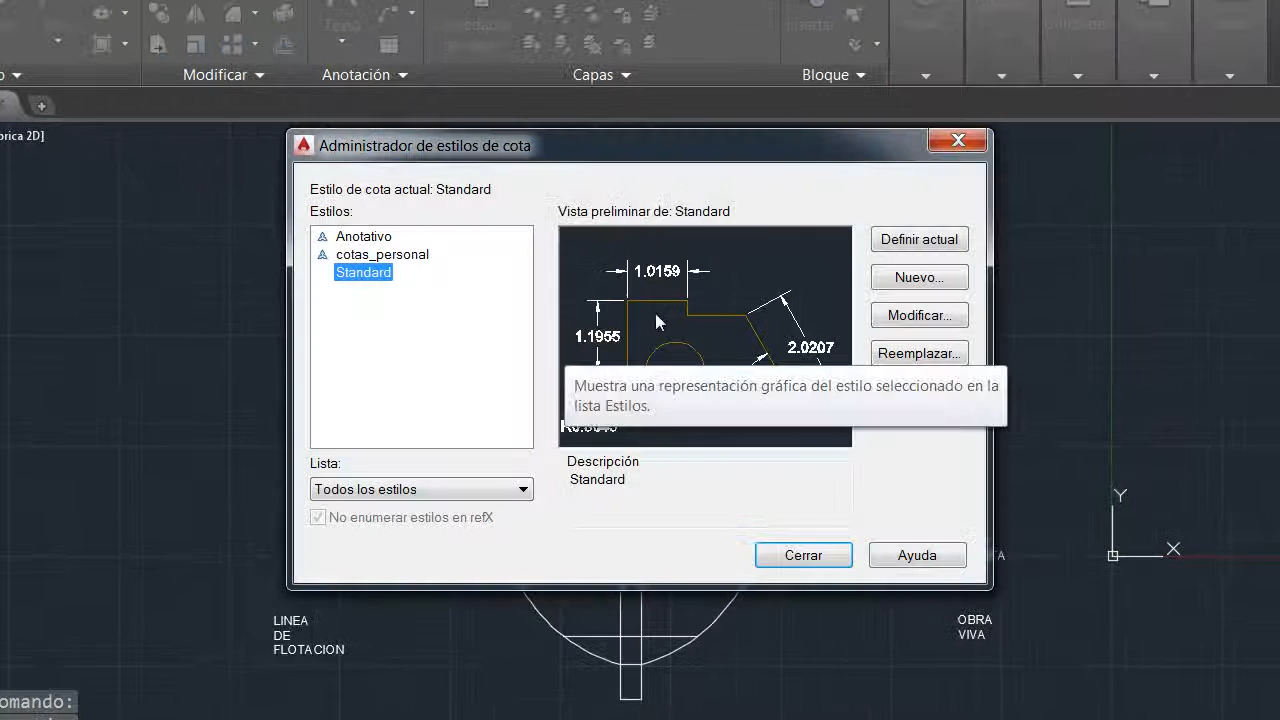 Modificar
Anotación
Capas
Bloque
brica 2D]
Administrador de estilos de cota
Estilo de cota actual: Standard
Estilos:
Vista preliminar de: Standard
Anotativo
cotas_personal
Standard
1.0159
1.1955
2.0207
Definir actual
Nuevo...
Modificar...
Reemplazar...
Muestra una representación gráfica del estilo seleccionado en la
lista Estilos.
Lista:
Todos los estilos
No enumerar estilos en refX
Descripción
Standard
Cerrar
Ayuda
Y
X
LINEA
DE
FLOTACION
OBRA
VIVA
omando: